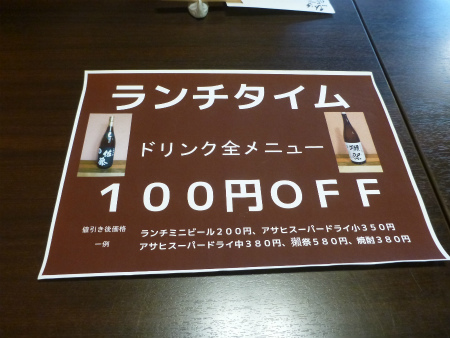 ランチタイム
ドリンク全メニュー
獺祭
１００円ＯＦＦ
値引き後価格
一例
ランチミニビール２００円、アサヒスーパードライ小３５０円
アサヒスーパードライ中３８０円、獺祭５８０円、焼酎３８０円